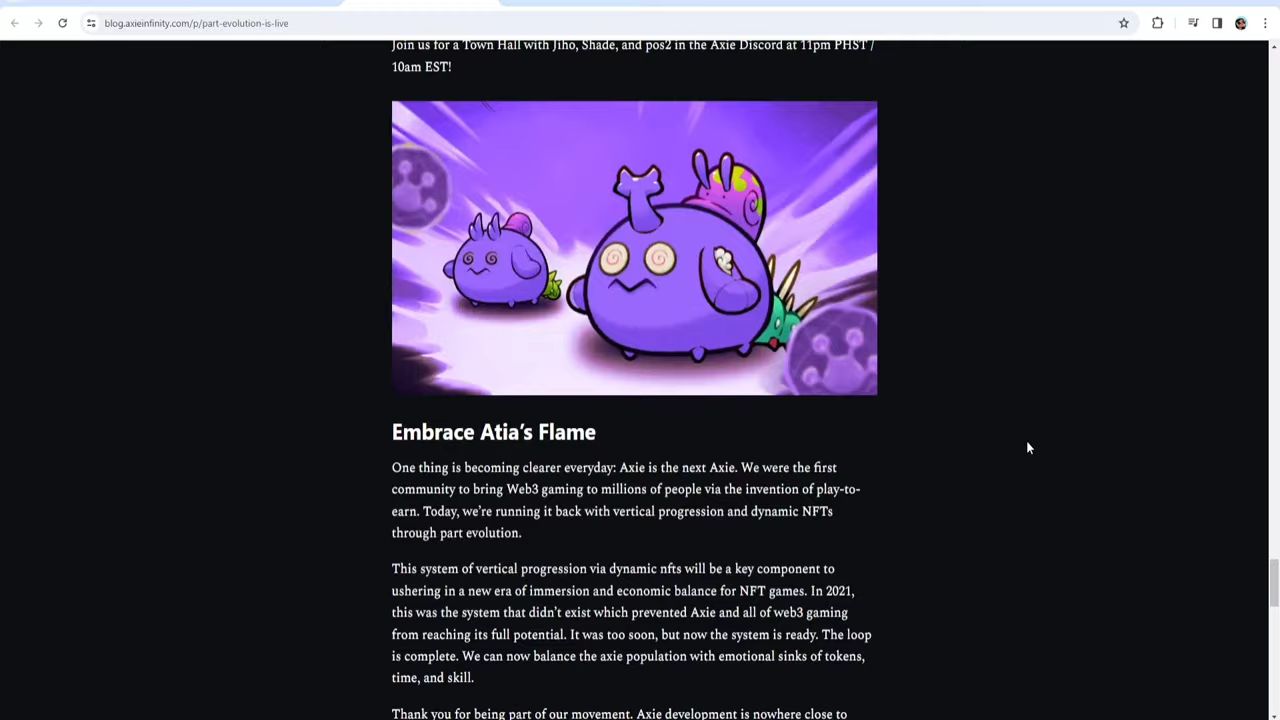 blog.axieinfinity.com/p/part-evolution-is-live
Join us for a Town Hall with Jiho, Shade, and pos2 in the Axie Discord at 11pm PHST /
10am EST!
Embrace Atia’s Flame
One thing is becoming clearer everyday: Axie is the next Axie. We were the first
community to bring Web3 gaming to millions of people via the invention of play-to-
earn. Today, we’re running it back with vertical progression and dynamic NFTs
through part evolution.
This system of vertical progression via dynamic nfts will be a key component to
ushering in a new era of immersion and economic balance for NFT games. In 2021,
this was the system that didn’t exist which prevented Axie and all of web3 gaming
from reaching its full potential. It was too soon, but now the system is ready. The loop
is complete. We can now balance the axie population with emotional sinks of tokens,
time, and skill.
Thank you for being part of our movement. Axie development is nowhere close to